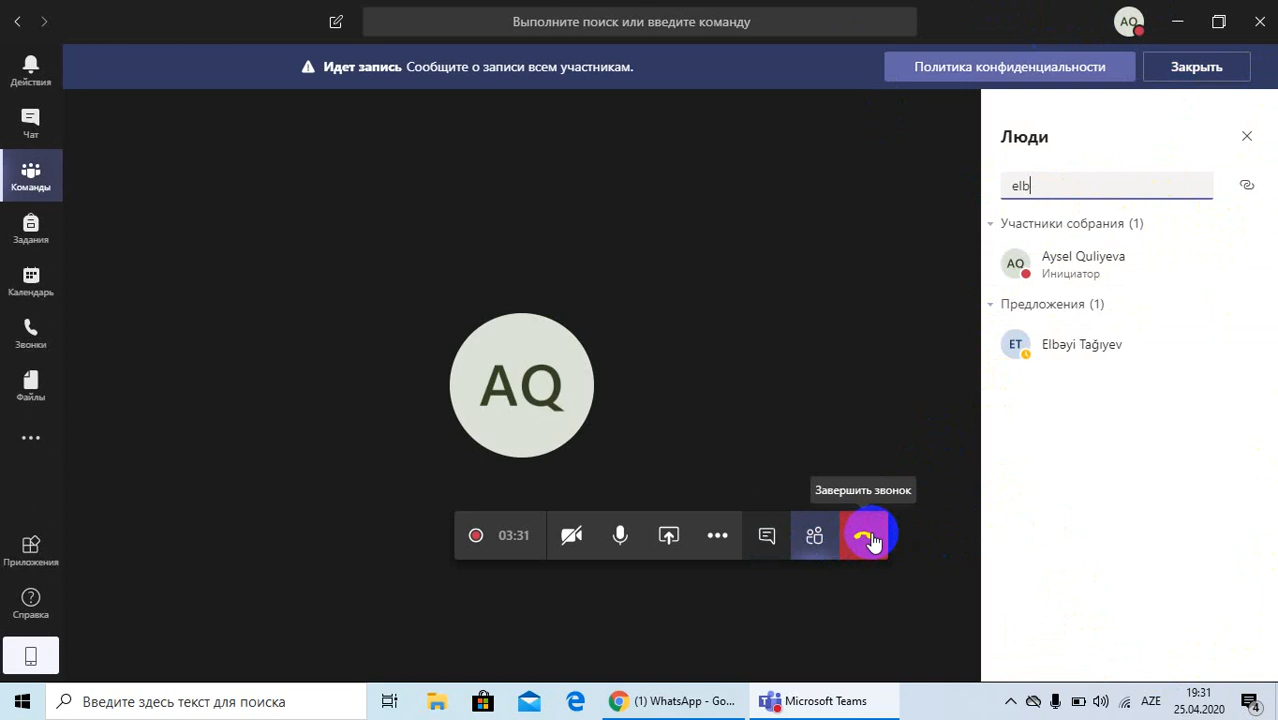 Выполните поиск или введите команду
AQ
Идет запись Сообщите о записи всем участникам.
Политика конфиденциальности
Закрыть
Действия
Чат
Команды
Задания
Календарь
Звонки
Файлы
Приложения
Справка
AQ
Завершить звонок
03:31
Люди
elb
Участники собрания (1)
AQ
Aysel Quliyeva
Инициатор
Предложения (1)
ET
Elbəyi Tağıyev
Введите здесь текст для поиска
(1) WhatsApp - Go...
Microsoft Teams
AZE
19:31
25.04.2020
4